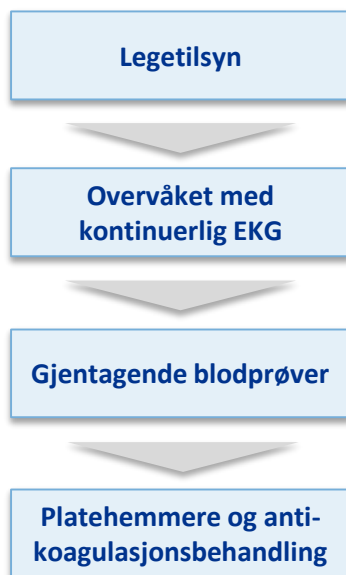 Legetilsyn
Overvåket med
kontinuerlig EKG
Gjentagende blodprøver
Platehemmere og anti-
koagulasjonsbehandling